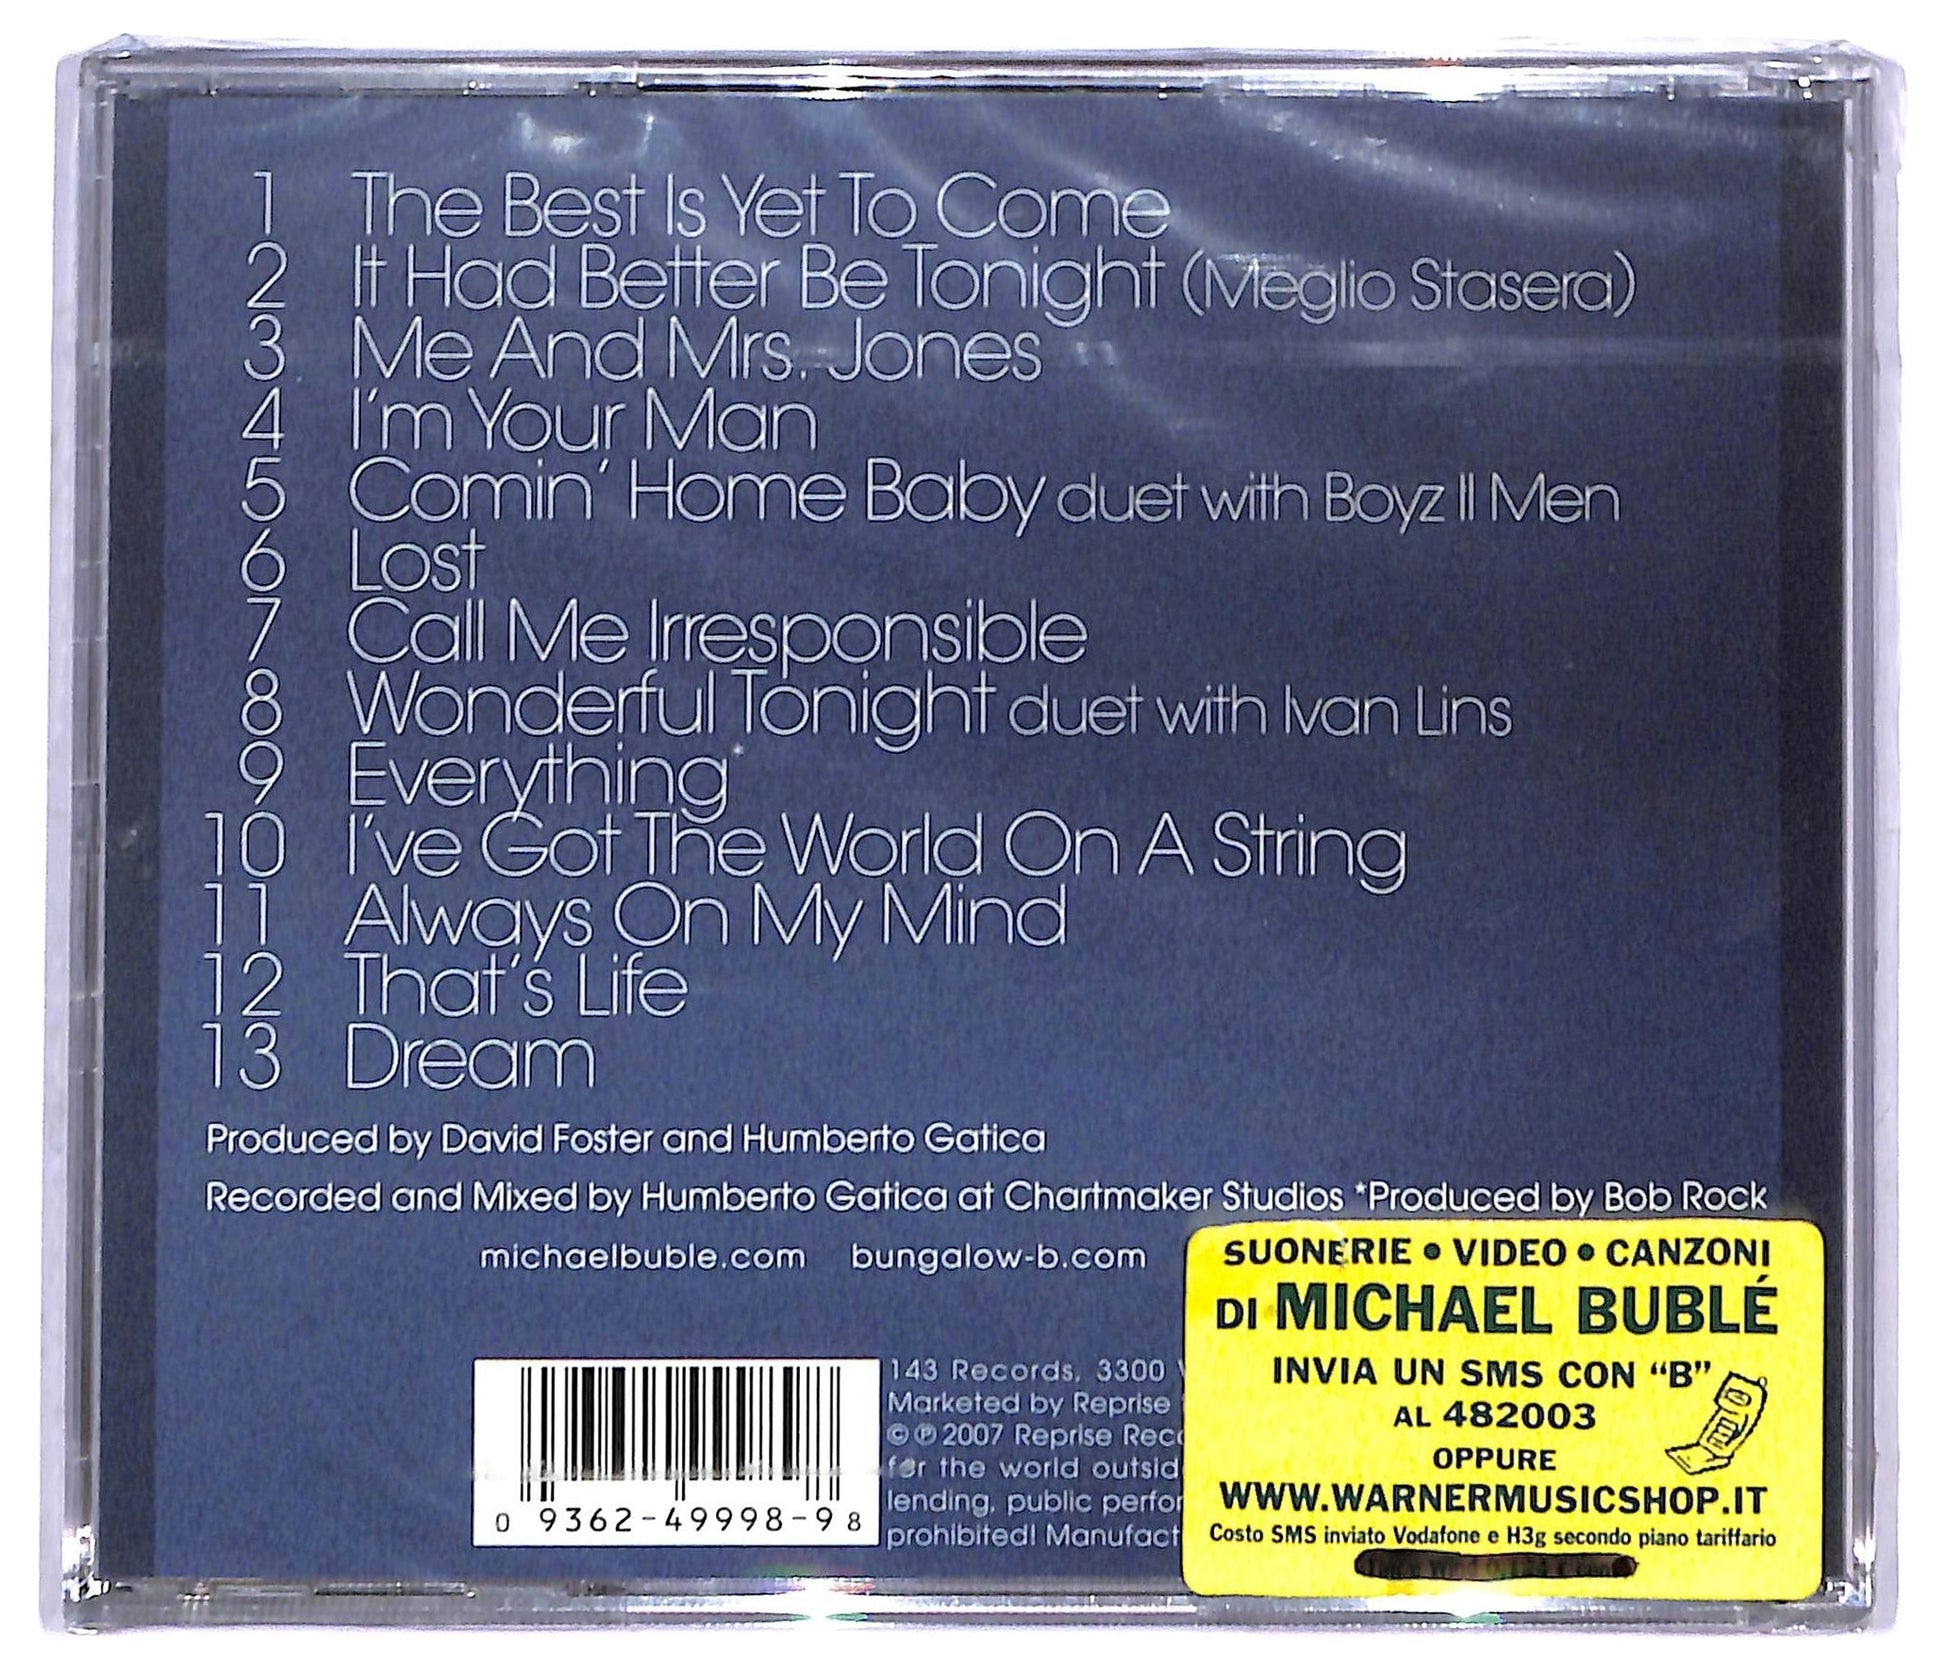 1 The Best Is Yet To Come
2 It Had Better Be Tonight (Meglio Stasera)
3 Me And Mrs. Jones
4 I'm Your Man
5 Comin' Home Baby duet with Boyz II Men
6 Lost
7 Call Me Irresponsible
8 Wonderful Tonight duet with Ivan Lins
9 Everything*
10 I've Got The World On A String
11 Always On My Mind
12 That's Life
13 Dream
Produced by David Foster and Humberto Gatica
Recorded and Mixed by Humberto Gatica at Chartmaker Studios *Produced by Bob Rock
michaelbuble.com bungalow-b.com
0 9362-49998-9 8
143 Records, 3300
Marketed by Reprise
©℗2007 Reprise
for the world
lending, public
prohibited!
SUONERIE • VIDEO • CANZONI
DI MICHAEL BUBLÉ
INVIA UN SMS CON "B"
AL 482003
OPPURE
WWW.WARNERMUSICSHOP.IT
Costo SMS inviato Vodafone e H3g secondo piano tariffario